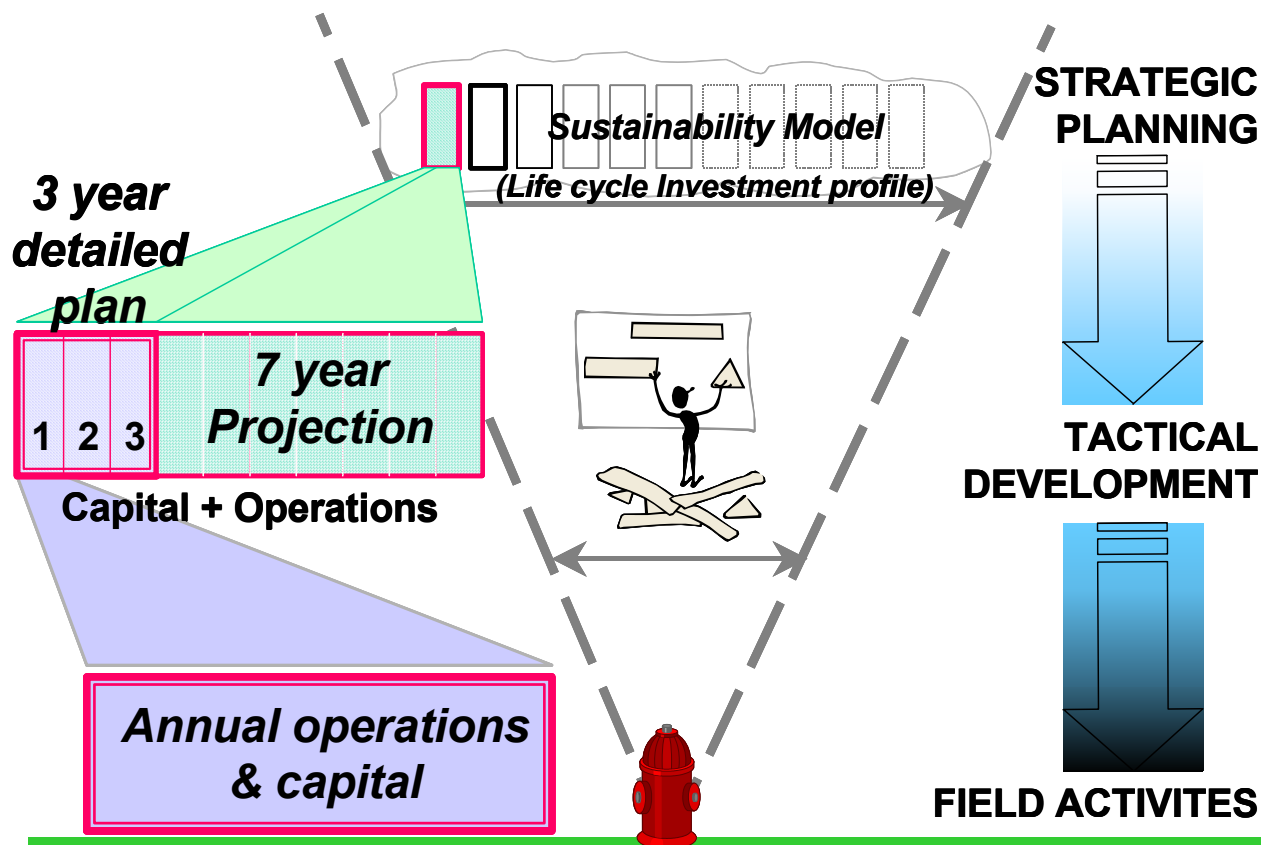 STRATEGIC
PLANNING
Sustainability Model
(Life cycle Investment profile)
3 year
detailed
plan
7 year
Projection
1 2 3
Capital + Operations
TACTICAL
DEVELOPMENT
Annual operations
& capital
FIELD ACTIVITES